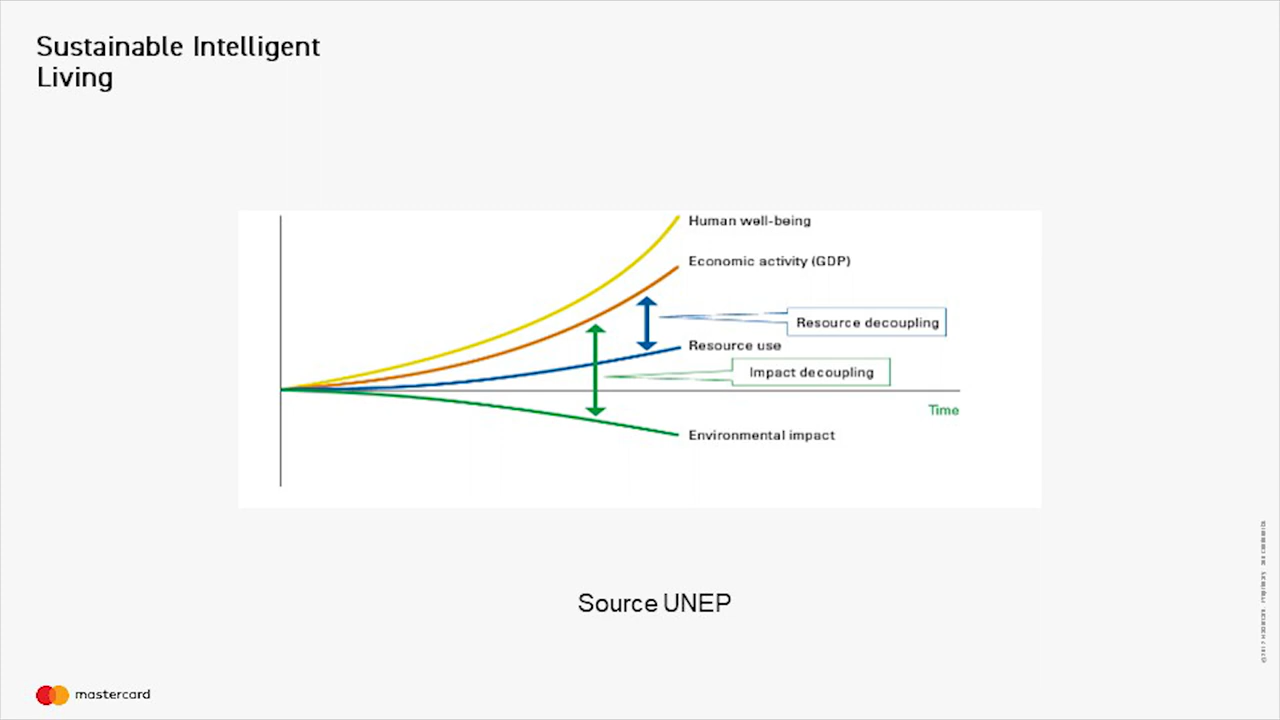 Sustainable Intelligent
Living
Human well-being
Economic activity (GDP)
Resource decoupling
Resource use
Impact decoupling
Time
Environmental impact
Source UNEP
mastercard